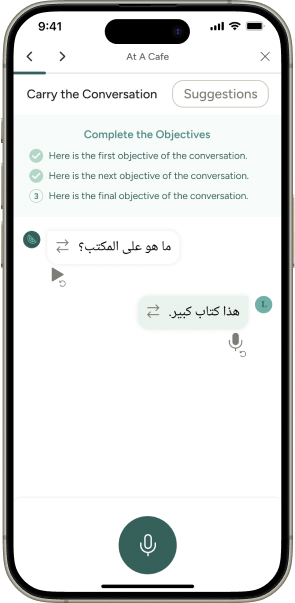 9:41
At A Cafe
Carry the Conversation
Suggestions
Complete the Objectives
Here is the first objective of the conversation.
Here is the next objective of the conversation.
3 Here is the final objective of the conversation.
ما هو على المكتب؟
هذا كتاب كبير.
L